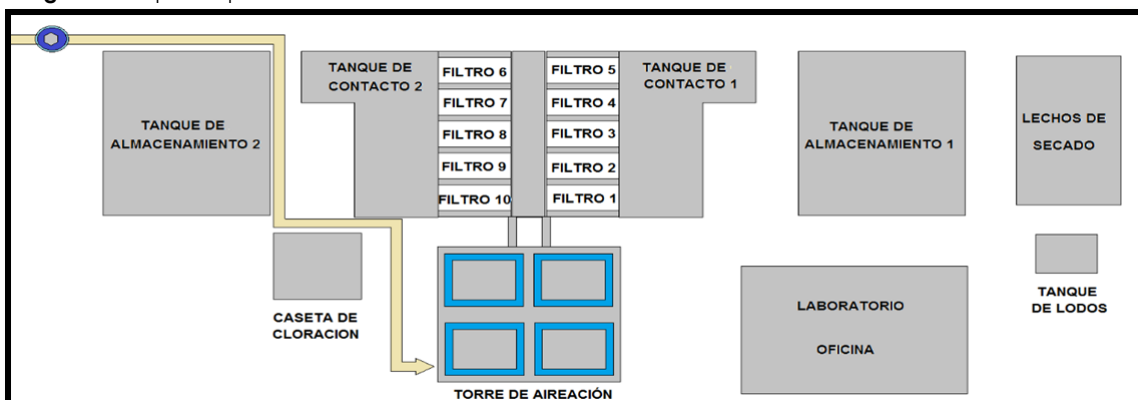 TANQUE DE
ALMACENAMIENTO 2
TANQUE DE
CONTACTO 2
FILTRO 6
FILTRO 7
FILTRO 8
FILTRO 9
FILTRO 10
FILTRO 5
FILTRO 4
FILTRO 3
FILTRO 2
FILTRO 1
TANQUE DE
CONTACTO 1
TANQUE DE
ALMACENAMIENTO 1
LECHOS DE
SECADO
CASETA DE
CLORACION
TORRE DE AIREACIÓN
LABORATORIO
OFICINA
TANQUE
DE LODOS